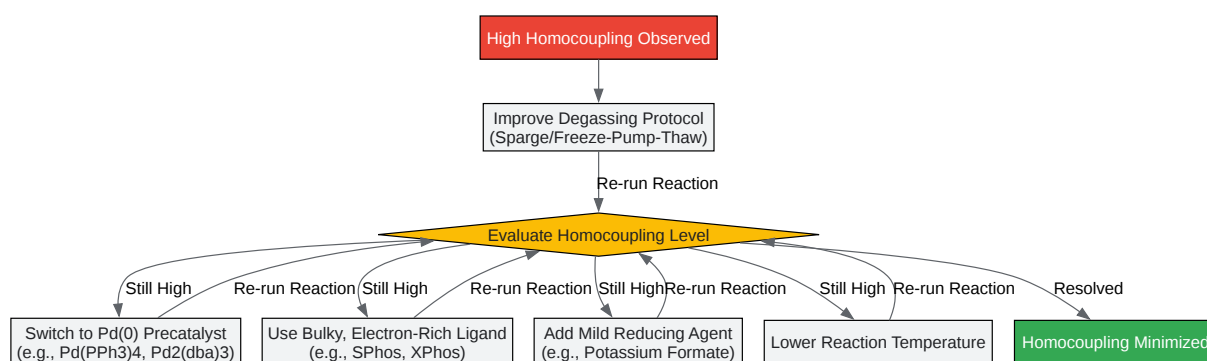 High Homocoupling Observed
Improve Degassing Protocol
(Sparge/Freeze-Pump-Thaw)
Re-run Reaction
Evaluate Homocoupling Level
Still High
Re-run Reaction
Still High
Re-run Reaction
Still High
Re-run Reaction
Still High
Re-run Reaction
Resolved
Switch to Pd(0) Precatalyst
(e.g., Pd(PPh3)4, Pd2(dba)3)
Use Bulky, Electron-Rich Ligand
(e.g., SPhos, XPhos)
Add Mild Reducing Agent
(e.g., Potassium Formate)
Lower Reaction Temperature
Homocoupling Minimized